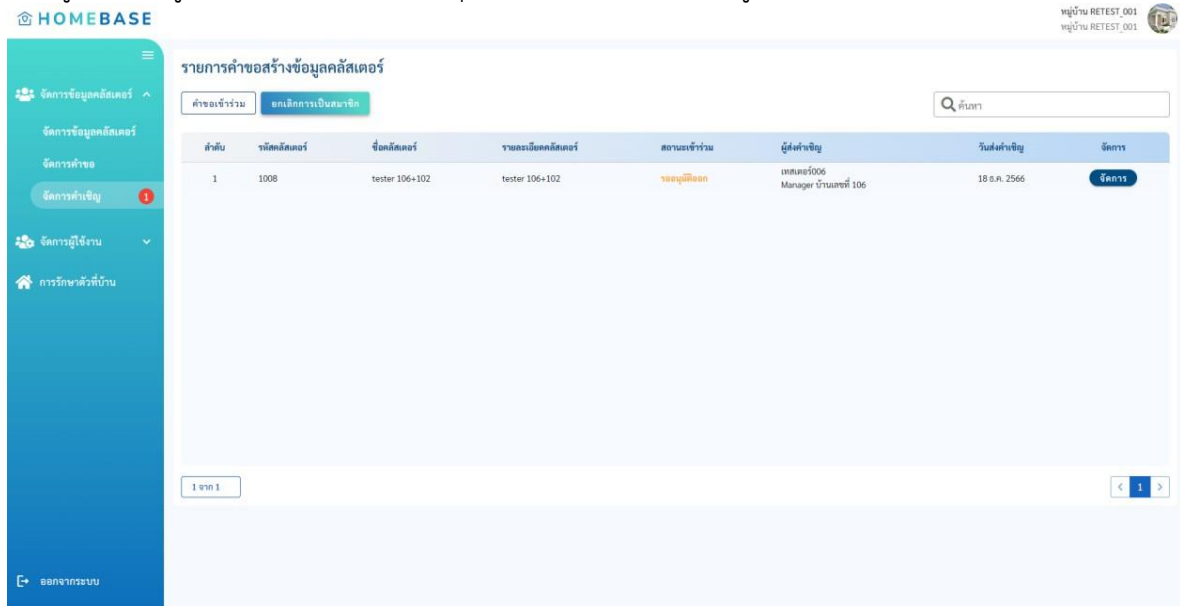 HOMEBASE
หมู่บ้าน RETEST_001
หมู่บ้าน RETEST_001
จัดการข้อมูลคลัสเตอร์
จัดการข้อมูลคลัสเตอร์
จัดการคำขอ
จัดการคำเชิญ 1
จัดการผู้ใช้งาน
การรักษาตัวที่บ้าน
ออกจากระบบ
รายการคำขอสร้างข้อมูลคลัสเตอร์
คำขอเข้าร่วม ยกเลิกการเป็นสมาชิก ค้นหา
ลำดับ รหัสคลัสเตอร์ ชื่อคลัสเตอร์ รายละเอียดคลัสเตอร์ สถานะเข้าร่วม ผู้ส่งคำเชิญ วันส่งคำเชิญ จัดการ
1 1008 tester 106+102 tester 106+102 รออนุมัติออก เทสเตอร์006 18 ธ.ค. 2566 จัดการ
Manager บ้านเลขที่ 106
1 จาก 1 < 1 >